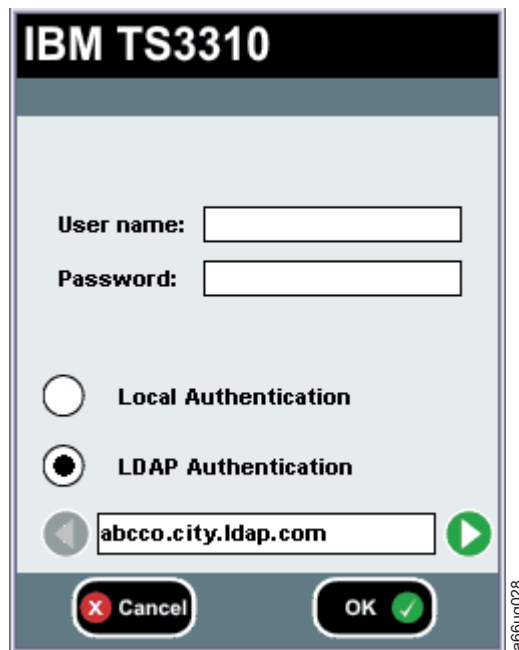 IBM TS3310
User name:
Password:
Local Authentication
LDAP Authentication
abcco.city.ldap.com
Cancel
OK
a66ug028